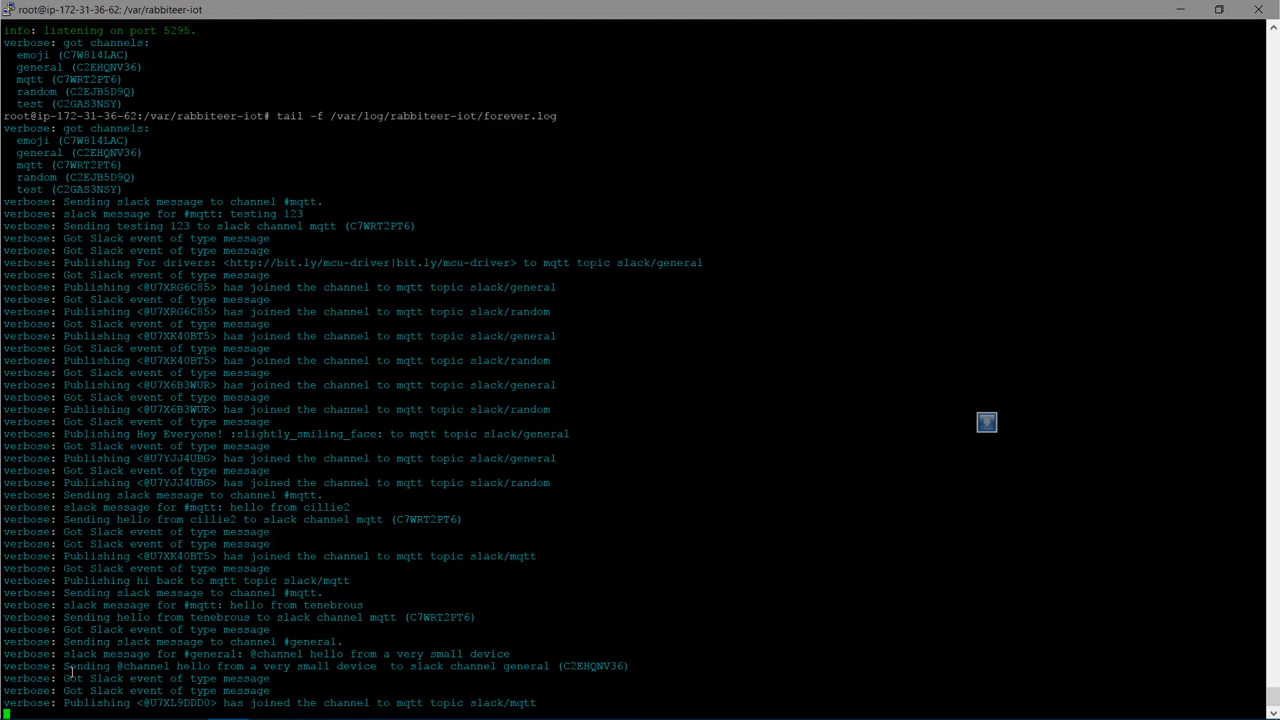 root@ip-172-31-36-62: /var/rabbiteer-iot
info: listening on port 5295.
verbose: got channels:
emoji (C7W814LAC)
general (C2EHQNV36)
mqtt (C7WRT2PT6)
random (C2EJB5D9Q)
test (C2GAS3NSY)
root@ip-172-31-36-62:/var/rabbiteer-iot# tail -f /var/log/rabbiteer-iot/forever.log
verbose: got channels:
emoji (C7W814LAC)
general (C2EHQNV36)
mqtt (C7WRT2PT6)
random (C2EJB5D9Q)
test (C2GAS3NSY)
verbose: Sending slack message to channel #mqtt.
verbose: slack message for #mqtt: testing 123
verbose: Sending testing 123 to slack channel mqtt (C7WRT2PT6)
verbose: Got Slack event of type message
verbose: Got Slack event of type message
verbose: Publishing For drivers: <http://bit.ly/mcu-driver|bit.ly/mcu-driver> to mqtt topic slack/general
verbose: Got Slack event of type message
verbose: Publishing <@U7XRG6C85> has joined the channel to mqtt topic slack/general
verbose: Got Slack event of type message
verbose: Publishing <@U7XRG6C85> has joined the channel to mqtt topic slack/random
verbose: Got Slack event of type message
verbose: Publishing <@U7XK40BT5> has joined the channel to mqtt topic slack/general
verbose: Got Slack event of type message
verbose: Publishing <@U7XK40BT5> has joined the channel to mqtt topic slack/random
verbose: Got Slack event of type message
verbose: Publishing <@U7X6B3WUR> has joined the channel to mqtt topic slack/general
verbose: Got Slack event of type message
verbose: Publishing <@U7X6B3WUR> has joined the channel to mqtt topic slack/random
verbose: Got Slack event of type message
verbose: Publishing Hey Everyone! :slightly_smiling_face: to mqtt topic slack/general
verbose: Got Slack event of type message
verbose: Publishing <@U7YJJ4UBG> has joined the channel to mqtt topic slack/general
verbose: Got Slack event of type message
verbose: Publishing <@U7YJJ4UBG> has joined the channel to mqtt topic slack/random
verbose: Sending slack message to channel #mqtt.
verbose: slack message for #mqtt: hello from cillie2
verbose: Sending hello from cillie2 to slack channel mqtt (C7WRT2PT6)
verbose: Got Slack event of type message
verbose: Got Slack event of type message
verbose: Publishing <@U7XK40BT5> has joined the channel to mqtt topic slack/mqtt
verbose: Got Slack event of type message
verbose: Publishing hi back to mqtt topic slack/mqtt
verbose: Sending slack message to channel #mqtt.
verbose: slack message for #mqtt: hello from tenebrous
verbose: Sending hello from tenebrous to slack channel mqtt (C7WRT2PT6)
verbose: Got Slack event of type message
verbose: Sending slack message to channel #general.
verbose: slack message for #general: @channel hello from a very small device
verbose: Sending @channel hello from a very small device  to slack channel general (C2EHQNV36)
verbose: Got Slack event of type message
verbose: Got Slack event of type message
verbose: Publishing <@U7XL9DDD0> has joined the channel to mqtt topic slack/mqtt